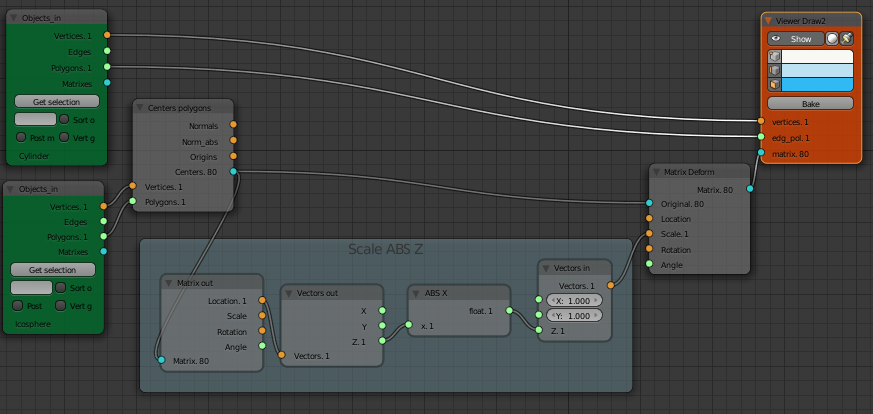 Objects_in
Vertices. 1
Edges
Polygons. 1
Matrixes
Get selection
Sort o
Post m
Vert g
Cylinder
Objects_in
Vertices. 1
Edges
Polygons. 1
Matrixes
Get selection
Sort o
Post
Vert g
Icosphere
Centers polygons
Normals
Norm_abs
Origins
Centers. 80
Vertices. 1
Polygons. 1
Scale ABS Z
Matrix out
Location. 1
Scale
Rotation
Angle
Matrix. 80
Vectors out
X
Y
Z. 1
Vectors. 1
ABS X
float. 1
x. 1
Vectors in
Vectors. 1
X: 1.000
Y: 1.000
Z. 1
Matrix Deform
Matrix. 80
Original. 80
Location
Scale. 1
Rotation
Angle
Viewer Draw2
Show
Bake
vertices. 1
edg_pol. 1
matrix. 80